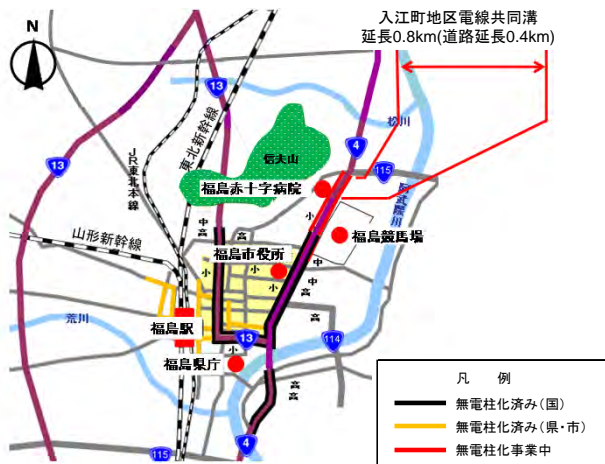 入江町地区電線共同溝
延長0.8km(道路延長0.4km)
N
13
松川
4
東北新幹線
信夫山
115
13
JR東北本線
福島赤十字病院
阿武隈川
小
中
高
福島競馬場
山形新幹線
小
福島市役所
小
中
小
高
荒川
福島駅
高
13
114
小
福島県庁
高
高
115
4
凡 例
無電柱化済み(国)
無電柱化済み(県・市)
無電柱化事業中